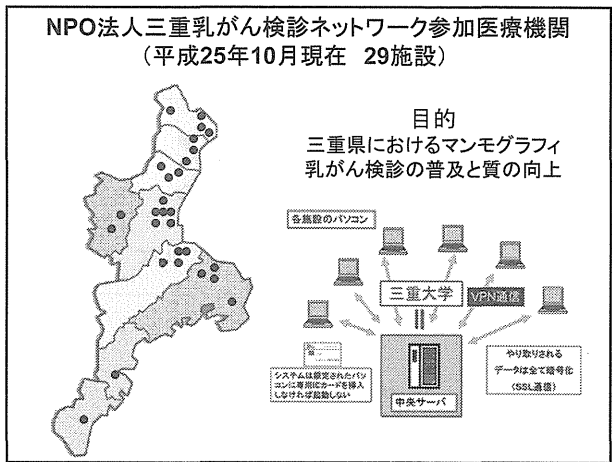 NPO法人三重乳がん検診ネットワーク参加医療機関
（平成25年10月現在 29施設）
目的
三重県におけるマンモグラフィ
乳がん検診の普及と質の向上
各施設のパソコン
三重大学
VPN通信
システムは限定されたパソ
コンに専用ICカードを挿入
しなければ起動しない
中央サーバ
やり取りされる
データは全て暗号化
（SSL通信）